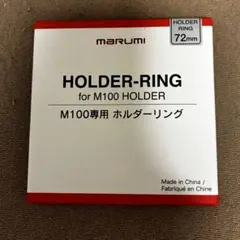 marumi
HOLDER
RING
72mm
HOLDER-RING
for M100 HOLDER
M100専用 ホルダーリング
Made in China /
Fabriqué en Chine